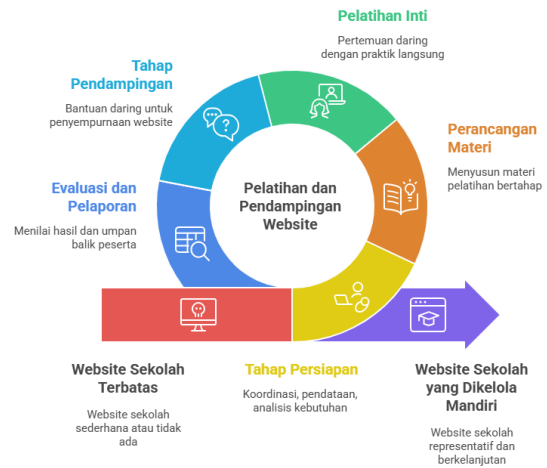 Pelatihan Inti
Pertemuan daring
dengan praktik langsung
Tahap
Pendampingan
Bantuan daring untuk
penyempurnaan website
Perancangan
Materi
Menyusun materi
pelatihan bertahap
Evaluasi dan
Pelaporan
Menilai hasil dan umpan
balik peserta
Pelatihan dan
Pendampingan
Website
Website Sekolah
Terbatas
Website sekolah
sederhana atau tidak
ada
Tahap Persiapan
Koordinasi, pendataan,
analisis kebutuhan
Website Sekolah
yang Dikelola
Mandiri
Website sekolah
representatif dan
berkelanjutan